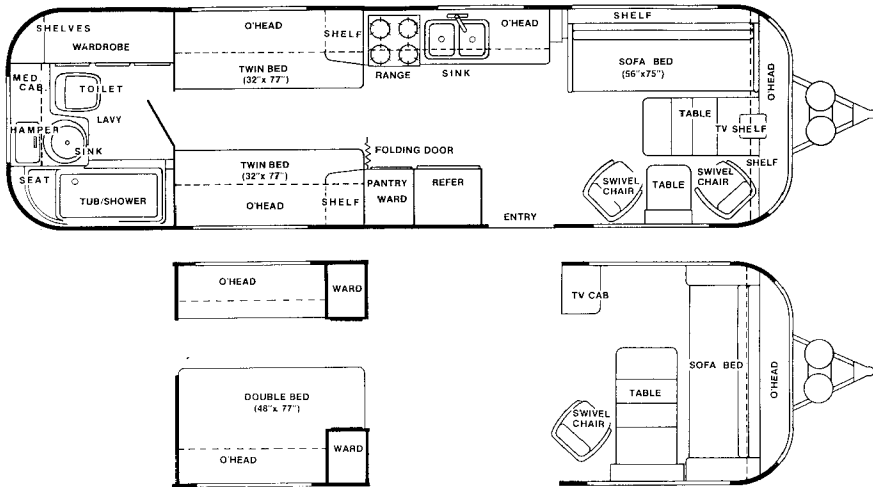 SHELVES
WARDROBE
O'HEAD
SHELF
O'HEAD
SHELF
TWIN BED
(32"x 77")
RANGE
SINK
SOFA BED
(56"x75")
O'HEAD
MED
CAB.
TOILET
LAVY
HAMPER
SINK
TABLE
TV SHELF
SHELF
FOLDING DOOR
SEAT
TUB/SHOWER
TWIN BED
(32"x 77")
O'HEAD
SHELF
PANTRY
WARD
REFER
ENTRY
SWIVEL
CHAIR
TABLE
SWIVEL
CHAIR
O'HEAD
WARD
TV CAB
DOUBLE BED
(48"x 77")
O'HEAD
WARD
SWIVEL
CHAIR
TABLE
SOFA BED
O'HEAD